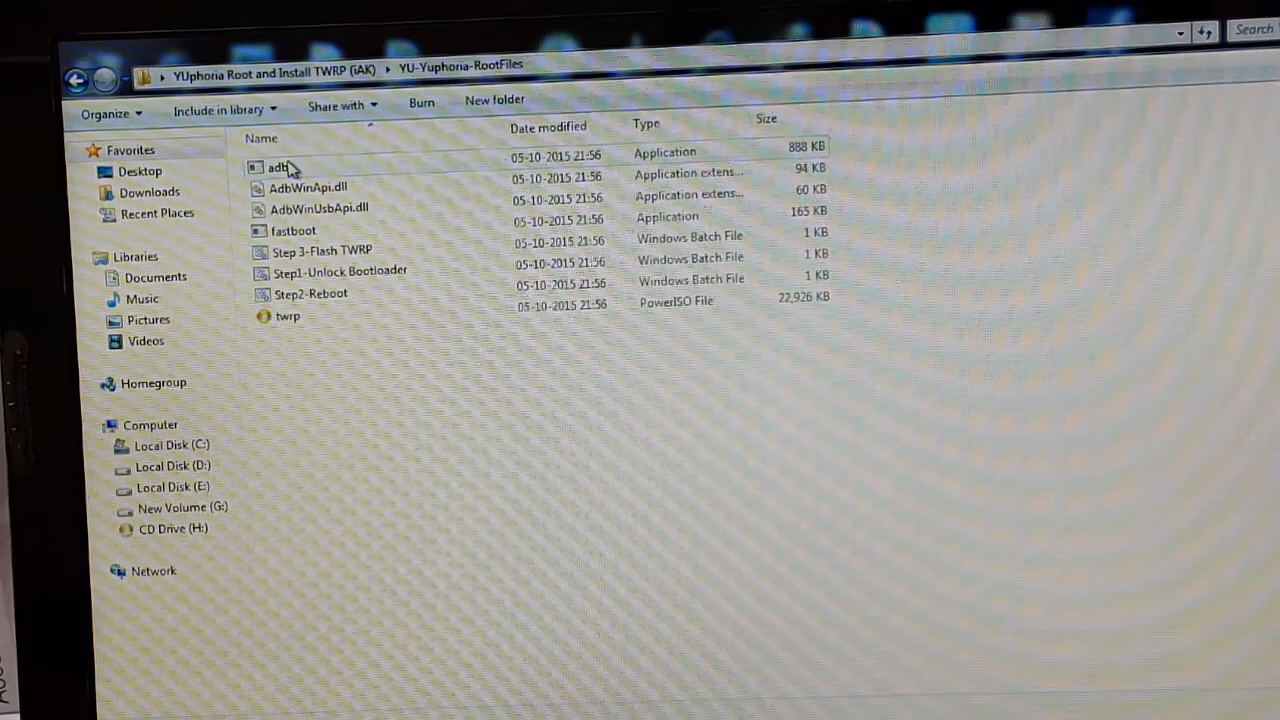 Search
YUphoria Root and Install TWRP (iAK) YU-Yuphoria-RootFiles
Organize Include in library Share with Burn New folder
Name Date modified Type Size
Favorites
Desktop
Downloads
Recent Places
Libraries
Documents
Music
Pictures
Videos
Homegroup
Computer
Local Disk (C:)
Local Disk (D:)
Local Disk (E:)
New Volume (G:)
CD Drive (H:)
Network
adb 05-10-2015 21:56 Application 888 KB
AdbWinApi.dll 05-10-2015 21:56 Application extens... 94 KB
AdbWinUsbApi.dll 05-10-2015 21:56 Application extens... 60 KB
fastboot 05-10-2015 21:56 Application 165 KB
Step 3-Flash TWRP 05-10-2015 21:56 Windows Batch File 1 KB
Step1-Unlock Bootloader 05-10-2015 21:56 Windows Batch File 1 KB
Step2-Reboot 05-10-2015 21:56 Windows Batch File 1 KB
twrp 05-10-2015 21:56 PowerISO File 22,926 KB